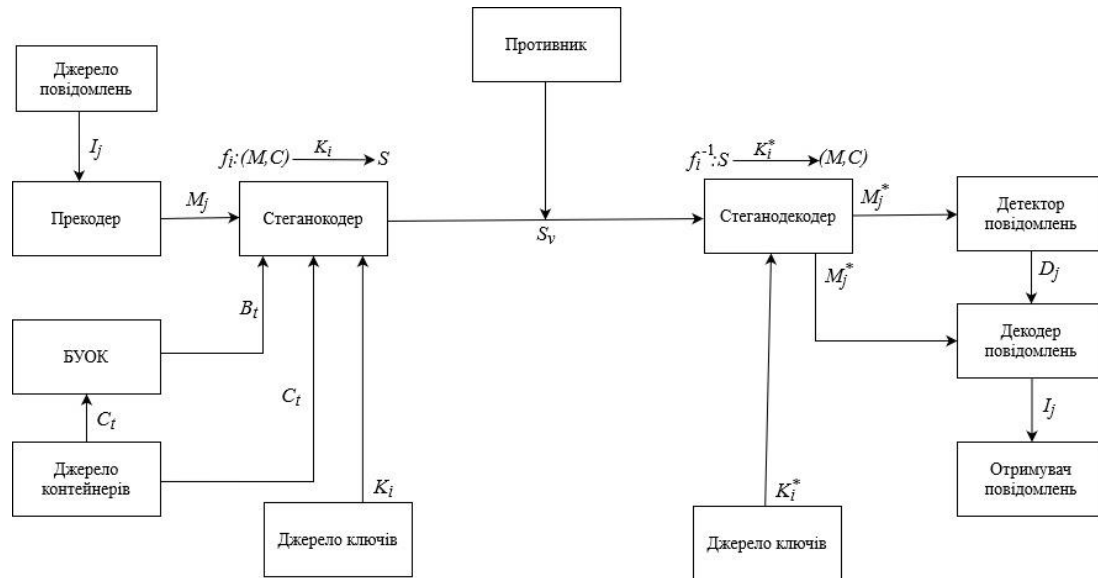 Противник
Джерело
повідомлень
I_j
f_i:(M,C) K_i S
f_i^{-1}:S K_i^* (M,C)
Прекодер
M_j
Стеганокодер
S_v
Стеганодекодер
M_j^*
Детектор
повідомлень
M_j^*
D_j
B_t
БУОК
Декодер
повідомлень
C_t
C_t
I_j
Джерело
контейнерів
K_i
K_i^*
Отримувач
повідомлень
Джерело ключів
Джерело ключів